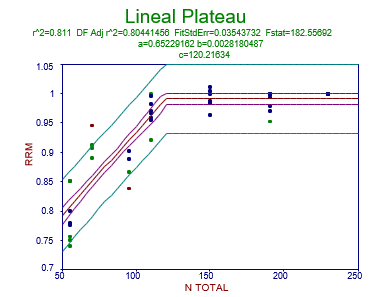 Lineal Plateau
r^2=0.811 DF Adj r^2=0.80441456 FitStdErr=0.03543732 Fstat=182.55692
a=0.65229162 b=0.0028180487
c=120.21634
1.05
1
0.95
0.9
0.85
0.8
0.75
0.7
RRM
50 100 150 200 250
N TOTAL